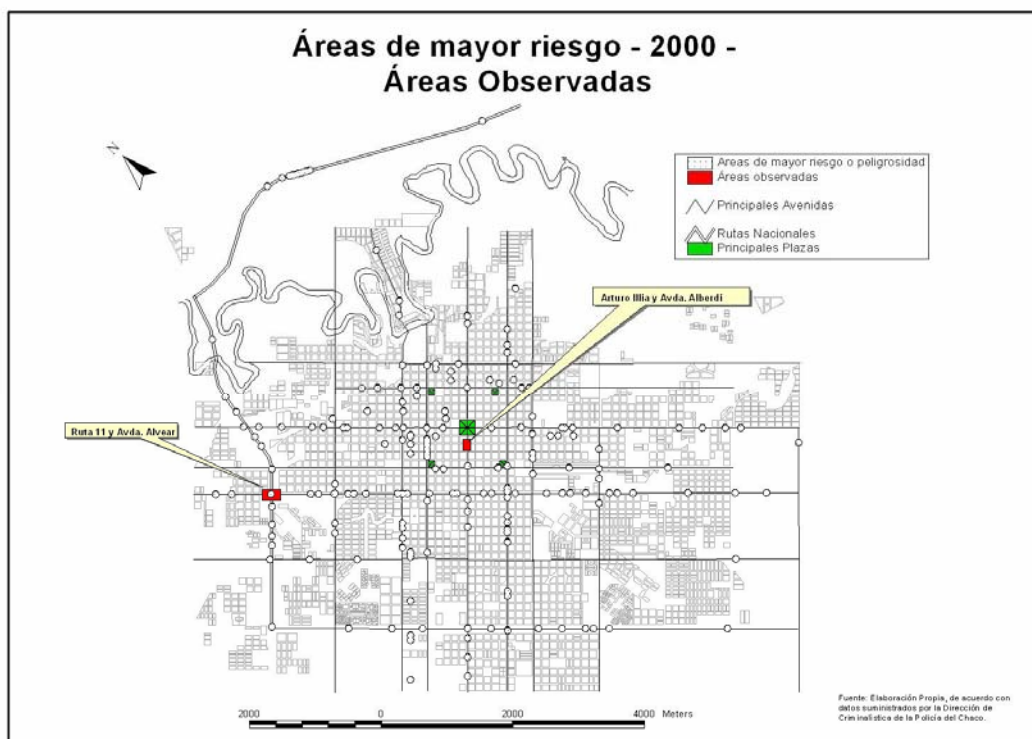 Áreas de mayor riesgo - 2000 -
Áreas Observadas
N
Areas de mayor riesgo o peligrosidad
Áreas observadas
Principales Avenidas
Rutas Nacionales
Principales Plazas
Arturo Illia y Avda. Alberdi
Ruta 11 y Avda. Alvear
2000 0 2000 4000 Meters
Fuente: Elaboración Propia, de acuerdo con
datos suministrados por la Dirección de
Criminalística de la Policía del Chaco.